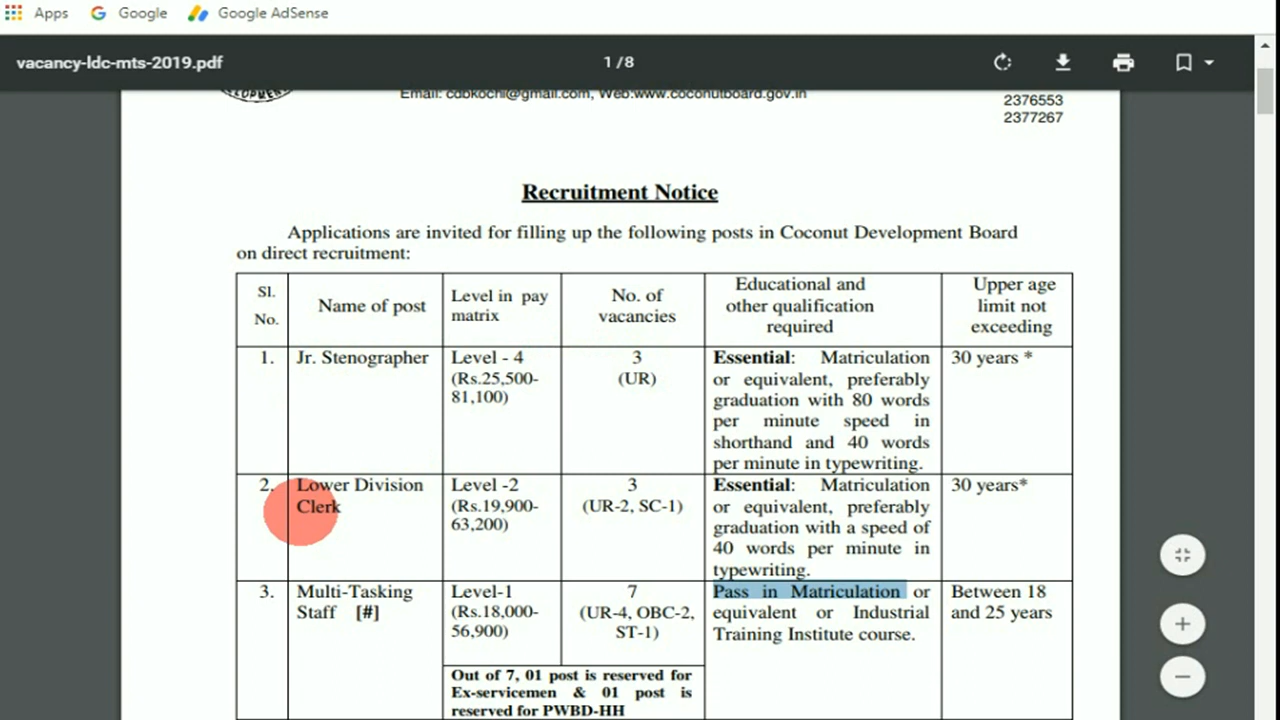 Apps Google Google AdSense
vacancy-ldc-mts-2019.pdf 1 / 8
Email: cdbkochi@gmail.com, Web:www.coconutboard.gov.in
2376553
2377267
Recruitment Notice
Applications are invited for filling up the following posts in Coconut Development Board
on direct recruitment:
Sl.
No.
Name of post
Level in pay
matrix
No. of
vacancies
Educational and
other qualification
required
Upper age
limit not
exceeding
1.
Jr. Stenographer
Level - 4
(Rs.25,500-
81,100)
3
(UR)
Essential: Matriculation
or equivalent, preferably
graduation with 80 words
per minute speed in
shorthand and 40 words
per minute in typewriting.
30 years *
2.
Lower Division
Clerk
Level -2
(Rs.19,900-
63,200)
3
(UR-2, SC-1)
Essential: Matriculation
or equivalent, preferably
graduation with a speed of
40 words per minute in
typewriting.
30 years*
3.
Multi-Tasking
Staff [#]
Level-1
(Rs.18,000-
56,900)
7
(UR-4, OBC-2,
ST-1)
Out of 7, 01 post is reserved for
Ex-servicemen & 01 post is
reserved for PWBD-HH
Pass in Matriculation or
equivalent or Industrial
Training Institute course.
Between 18
and 25 years